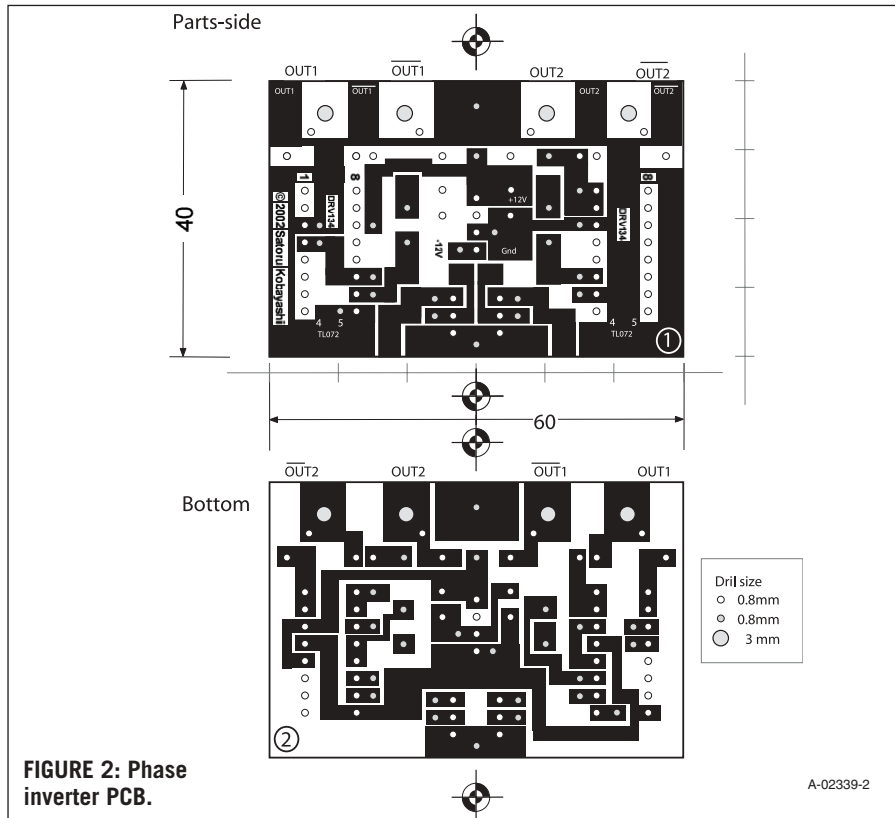 Parts-side
OUT1 OUT1 OUT2 OUT2
OUT1 OUT1 OUT2 OUT2
1 8 8
DRV134 DRV134
©2002 Satoru Kobayashi
+12V
-12V
Gnd
4 5 4 5
TL072 TL072
1
40
60
OUT2 OUT2 OUT1 OUT1
Bottom
Dril size
0.8mm
0.8mm
3 mm
2
FIGURE 2: Phase
inverter PCB.
A-02339-2